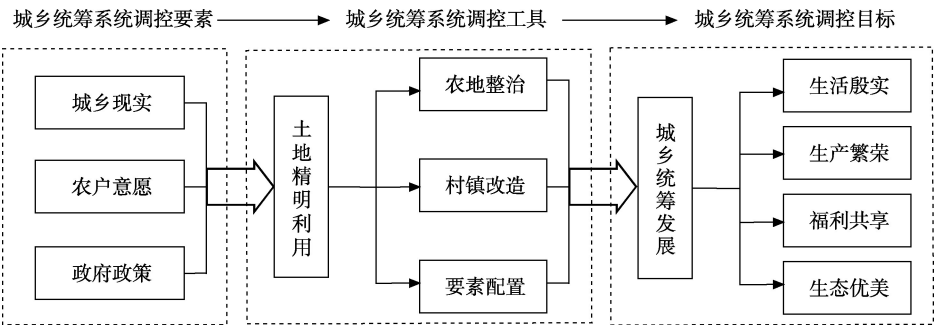 城乡统筹系统调控要素 城乡统筹系统调控工具 城乡统筹系统调控目标
城乡现实
农户意愿
政府政策
土地精明利用
农地整治
村镇改造
要素配置
城乡统筹发展
生活殷实
生产繁荣
福利共享
生态优美